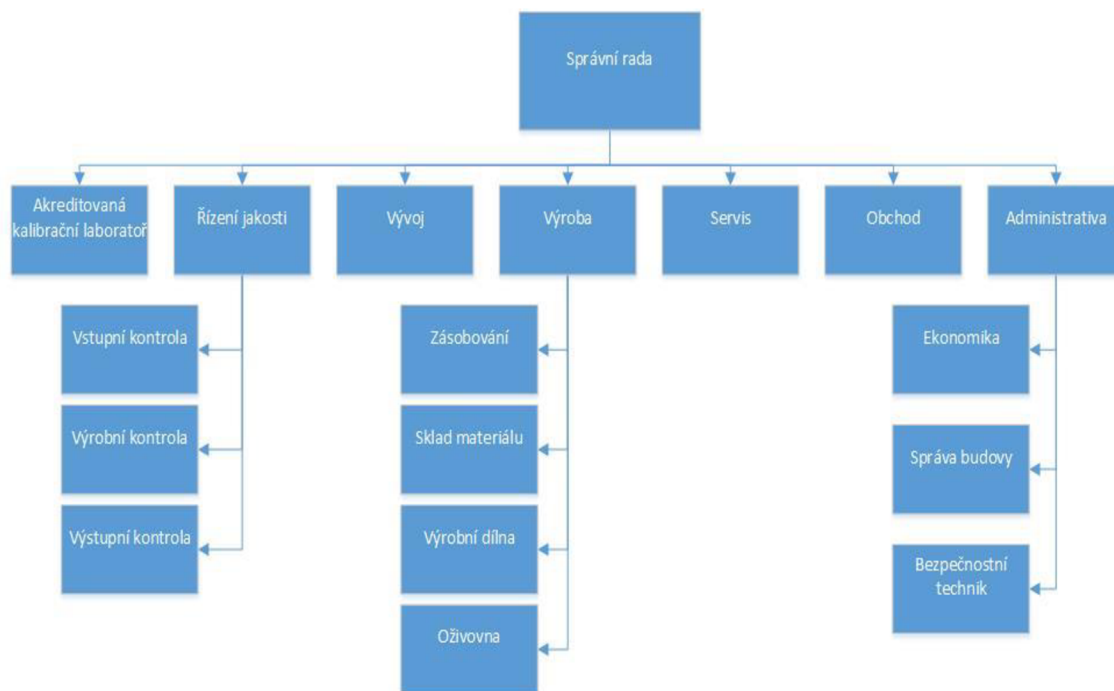 Správní rada
Akreditovaná
kalibrační laboratoř
Řízení jakosti
Vývoj
Výroba
Servis
Obchod
Administrativa
Vstupní kontrola
Výrobní kontrola
Výstupní kontrola
Zásobování
Sklad materiálu
Výrobní dílna
Oživovna
Ekonomika
Správa budovy
Bezpečnostní
technik